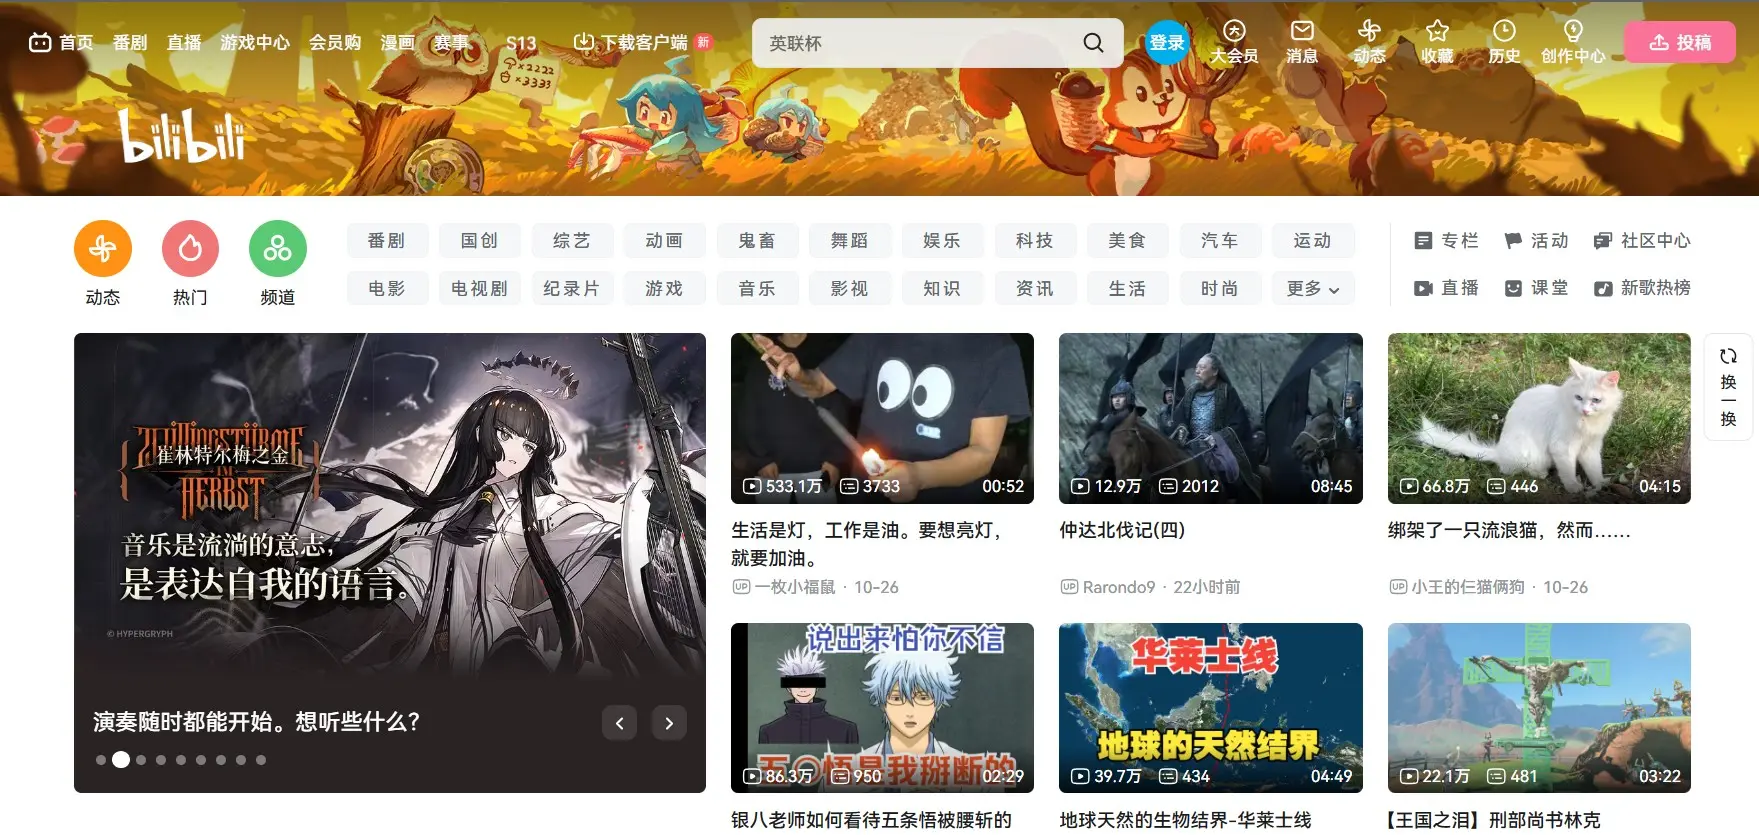 首页 番剧 直播 游戏中心 会员购 漫画 赛事 S13 下载客户端 新
英联杯
登录 大会员 消息 动态 收藏 历史 创作中心 投稿
×2222
×3333
bilibili
动态 热门 频道
番剧 国创 综艺 动画 鬼畜 舞蹈 娱乐 科技 美食 汽车 运动
电影 电视剧 纪录片 游戏 音乐 影视 知识 资讯 生活 时尚 更多
专栏 活动 社区中心
直播 课堂 新歌热榜
崔林特尔梅之金
HERBST
音乐是流淌的意志,
是表达自我的语言。
© HYPERGRYPH
演奏随时都能开始。想听些什么?
533.1万 3733 00:52
生活是灯，工作是油。要想亮灯，
就要加油。
UP 一枚小福鼠 · 10-26
12.9万 2012 08:45
仲达北伐记(四)
UP Rarondo9 · 22小时前
66.8万 446 04:15
绑架了一只流浪猫，然而……
UP 小王的仨猫俩狗 · 10-26
换一换
说出来怕你不信
五〇悟是我掰断的
86.3万 950 02:29
银八老师如何看待五条悟被腰斩的
华莱士线
地球的天然结界
39.7万 434 04:49
地球天然的生物结界-华莱士线
22.1万 481 03:22
【王国之泪】刑部尚书林克